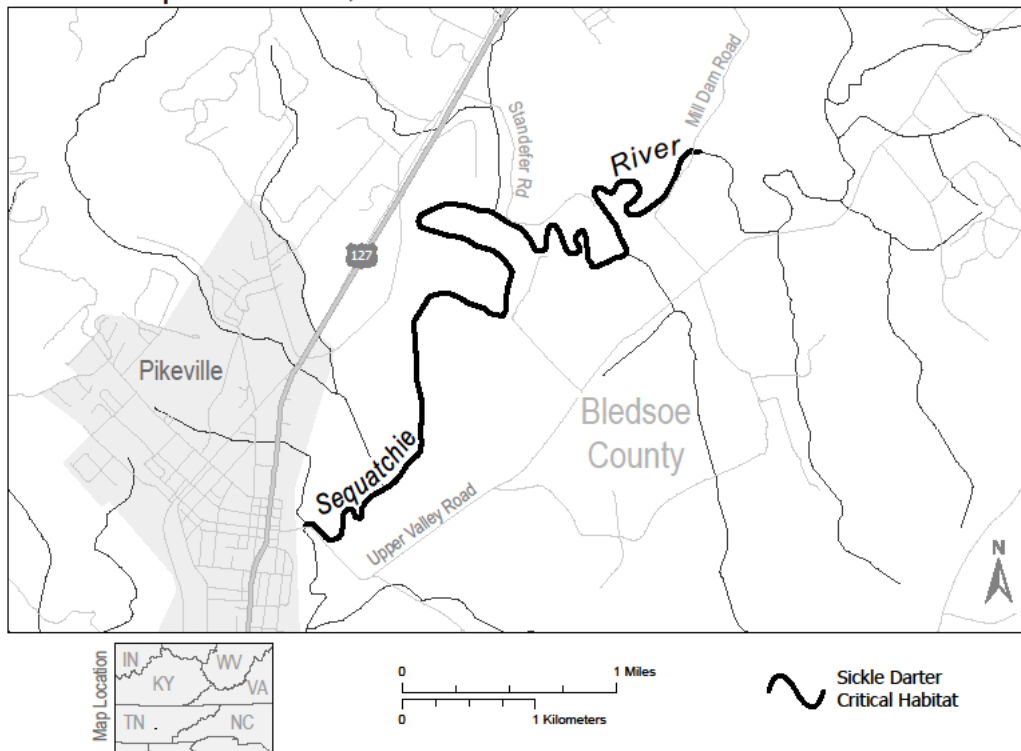 Mill Dam Road
Standefer Rd
River
127
Pikeville
Bledsoe
County
Sequatchie
Upper Valley Road
N
Map Location
IN
WV
KY
VA
TN
NC
0
1 Miles
0
1 Kilometers
Sickle Darter
Critical Habitat